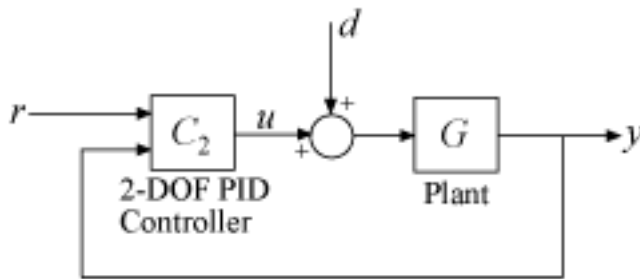 d
+
r
C₂
u
+
G
y
2-DOF PID
Controller
Plant